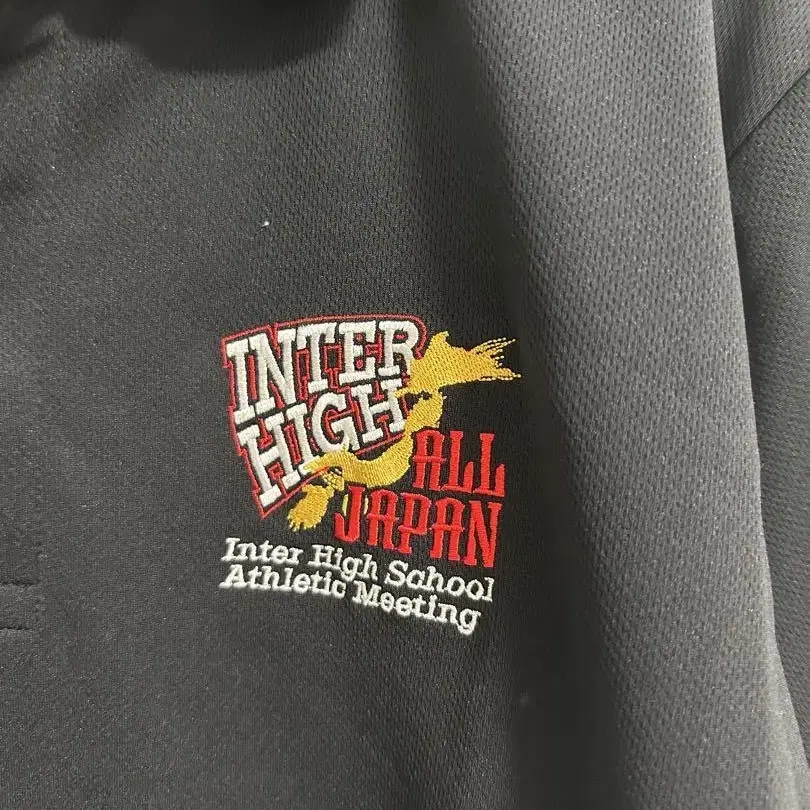 INTER
HIGH
ALL
JAPAN
Inter High School
Athletic Meeting